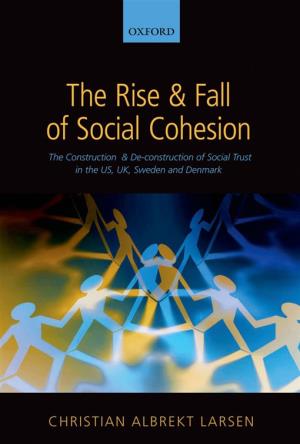 OXFORD
The Rise & Fall
of Social Cohesion
The Construction & De-construction of Social Trust
in the US, UK, Sweden and Denmark
CHRISTIAN ALBREKT LARSEN